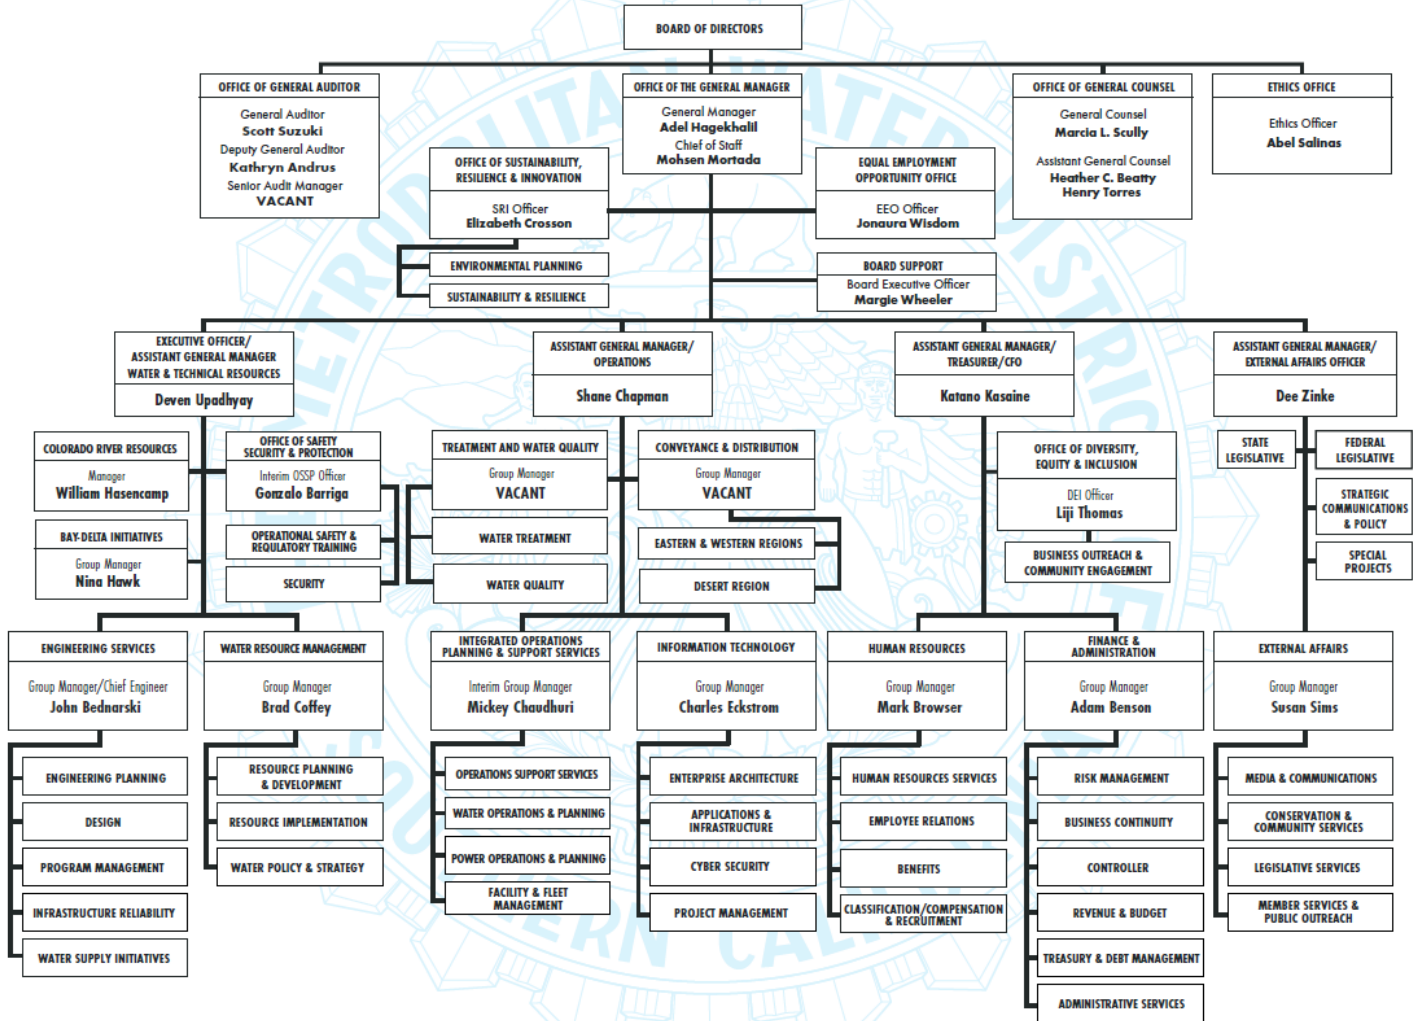 BOARD OF DIRECTORS
OFFICE OF GENERAL AUDITOR
General Auditor
Scott Suzuki
Deputy General Auditor
Kathryn Andrus
Senior Audit Manager
VACANT
OFFICE OF THE GENERAL MANAGER
General Manager
Adel Hagekhalil
Chief of Staff
Mohsen Mortada
OFFICE OF GENERAL COUNSEL
General Counsel
Marcia L. Scully
Assistant General Counsel
Heather C. Beatty
Henry Torres
ETHICS OFFICE
Ethics Officer
Abel Salinas
OFFICE OF SUSTAINABILITY,
RESILIENCE & INNOVATION
SRI Officer
Elizabeth Crosson
ENVIRONMENTAL PLANNING
SUSTAINABILITY & RESILIENCE
EQUAL EMPLOYMENT
OPPORTUNITY OFFICE
EEO Officer
Jonaura Wisdom
BOARD SUPPORT
Board Executive Officer
Margie Wheeler
EXECUTIVE OFFICER/
ASSISTANT GENERAL MANAGER
WATER & TECHNICAL RESOURCES
Deven Upadhyay
ASSISTANT GENERAL MANAGER/
OPERATIONS
Shane Chapman
ASSISTANT GENERAL MANAGER/
TREASURER/CFO
Katano Kasaine
ASSISTANT GENERAL MANAGER/
EXTERNAL AFFAIRS OFFICER
Dee Zinke
COLORADO RIVER RESOURCES
Manager
William Hasencamp
OFFICE OF SAFETY
SECURITY & PROTECTION
Interim OSSP Officer
Gonzalo Barriga
BAY-DELTA INITIATIVES
Group Manager
Nina Hawk
OPERATIONAL SAFETY &
REQULATORY TRAINING
SECURITY
TREATMENT AND WATER QUALITY
Group Manager
VACANT
WATER TREATMENT
WATER QUALITY
CONVEYANCE & DISTRIBUTION
Group Manager
VACANT
EASTERN & WESTERN REGIONS
DESERT REGION
OFFICE OF DIVERSITY,
EQUITY & INCLUSION
DEI Officer
Liji Thomas
BUSINESS OUTREACH &
COMMUNITY ENGAGEMENT
STATE
LEGISLATIVE
FEDERAL
LEGISLATIVE
STRATEGIC
COMMUNICATIONS
& POLICY
SPECIAL
PROJECTS
ENGINEERING SERVICES
Group Manager/Chief Engineer
John Bednarski
ENGINEERING PLANNING
DESIGN
PROGRAM MANAGEMENT
INFRASTRUCTURE RELIABILITY
WATER SUPPLY INITIATIVES
WATER RESOURCE MANAGEMENT
Group Manager
Brad Coffey
RESOURCE PLANNING
& DEVELOPMENT
RESOURCE IMPLEMENTATION
WATER POLICY & STRATEGY
INTEGRATED OPERATIONS
PLANNING & SUPPORT SERVICES
Interim Group Manager
Mickey Chaudhuri
OPERATIONS SUPPORT SERVICES
WATER OPERATIONS & PLANNING
POWER OPERATIONS & PLANNING
FACILITY & FLEET
MANAGEMENT
INFORMATION TECHNOLOGY
Group Manager
Charles Eckstrom
ENTERPRISE ARCHITECTURE
APPLICATIONS &
INFRASTRUCTURE
CYBER SECURITY
PROJECT MANAGEMENT
HUMAN RESOURCES
Group Manager
Mark Browser
HUMAN RESOURCES SERVICES
EMPLOYEE RELATIONS
BENEFITS
CLASSIFICATION/COMPENSATION
& RECRUITMENT
FINANCE &
ADMINISTRATION
Group Manager
Adam Benson
RISK MANAGEMENT
BUSINESS CONTINUITY
CONTROLLER
REVENUE & BUDGET
TREASURY & DEBT MANAGEMENT
ADMINISTRATIVE SERVICES
EXTERNAL AFFAIRS
Group Manager
Susan Sims
MEDIA & COMMUNICATIONS
CONSERVATION &
COMMUNITY SERVICES
LEGISLATIVE SERVICES
MEMBER SERVICES &
PUBLIC OUTREACH